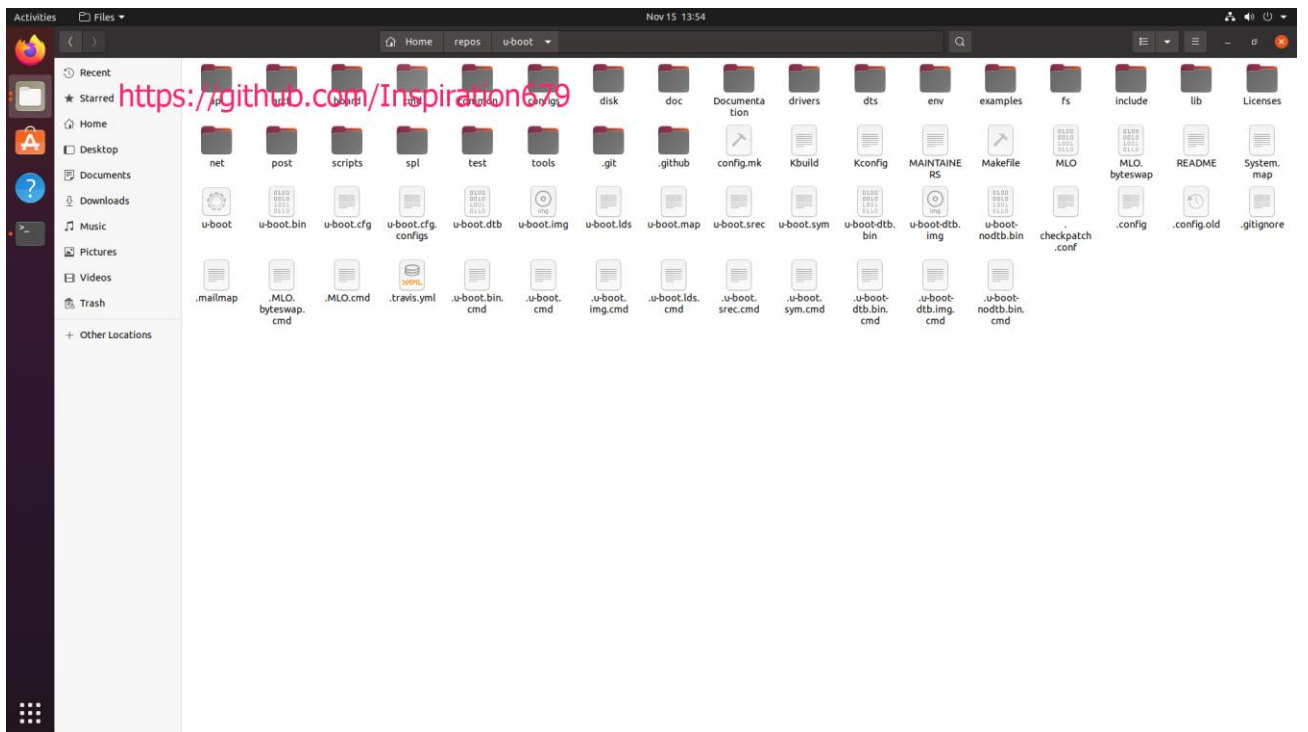 Activities Files Nov 15 13:54
Home repos u-boot
Recent
Starred
Home
Desktop
Documents
Downloads
Music
Pictures
Videos
Trash
+ Other Locations
https://github.com/Inspiration679
disk doc Documenta drivers dts env examples fs include lib Licenses
tion
net post scripts spl test tools .git .github config.mk Kbuild Kconfig MAINTAINE Makefile MLO MLO. README System.
RS byteswap map
u-boot u-boot.bin u-boot.cfg u-boot.cfg. u-boot.dtb u-boot.img u-boot.lds u-boot.map u-boot.srec u-boot.sym u-boot-dtb. u-boot-dtb. u-boot- . .config .config.old .gitignore
configs bin img nodtb.bin checkpatch
.conf
.mailmap .MLO. .MLO.cmd .travis.yml .u-boot.bin. .u-boot. .u-boot. .u-boot.lds. .u-boot. .u-boot. .u-boot- .u-boot- .u-boot-
byteswap. cmd cmd img.cmd cmd srec.cmd sym.cmd dtb.bin. dtb.img. nodtb.bin.
cmd cmd cmd cmd